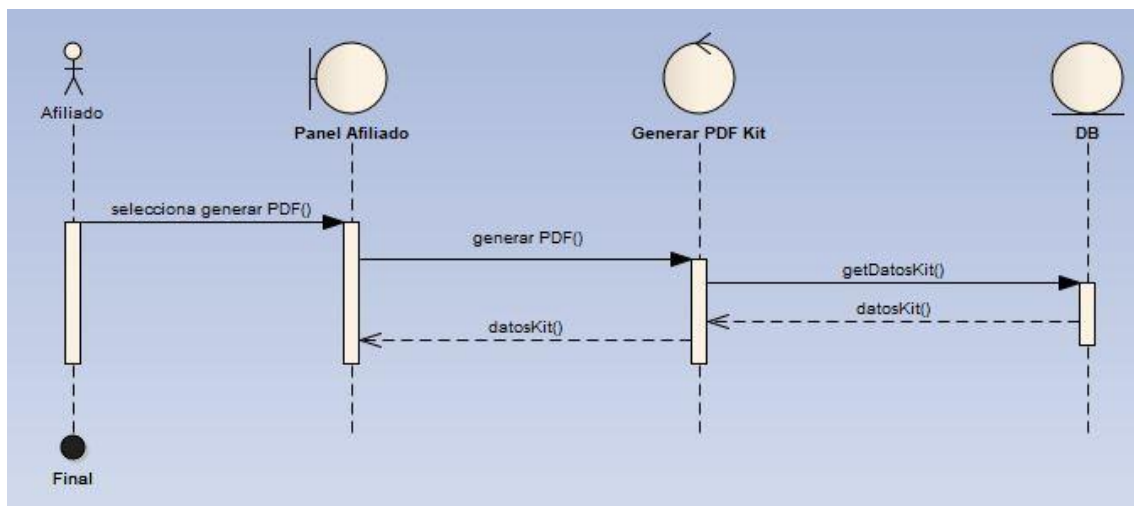 Afiliado
Panel Afiliado
Generar PDF Kit
DB
selecciona generar PDF()
generar PDF()
getDatosKit()
datosKit()
datosKit()
Final